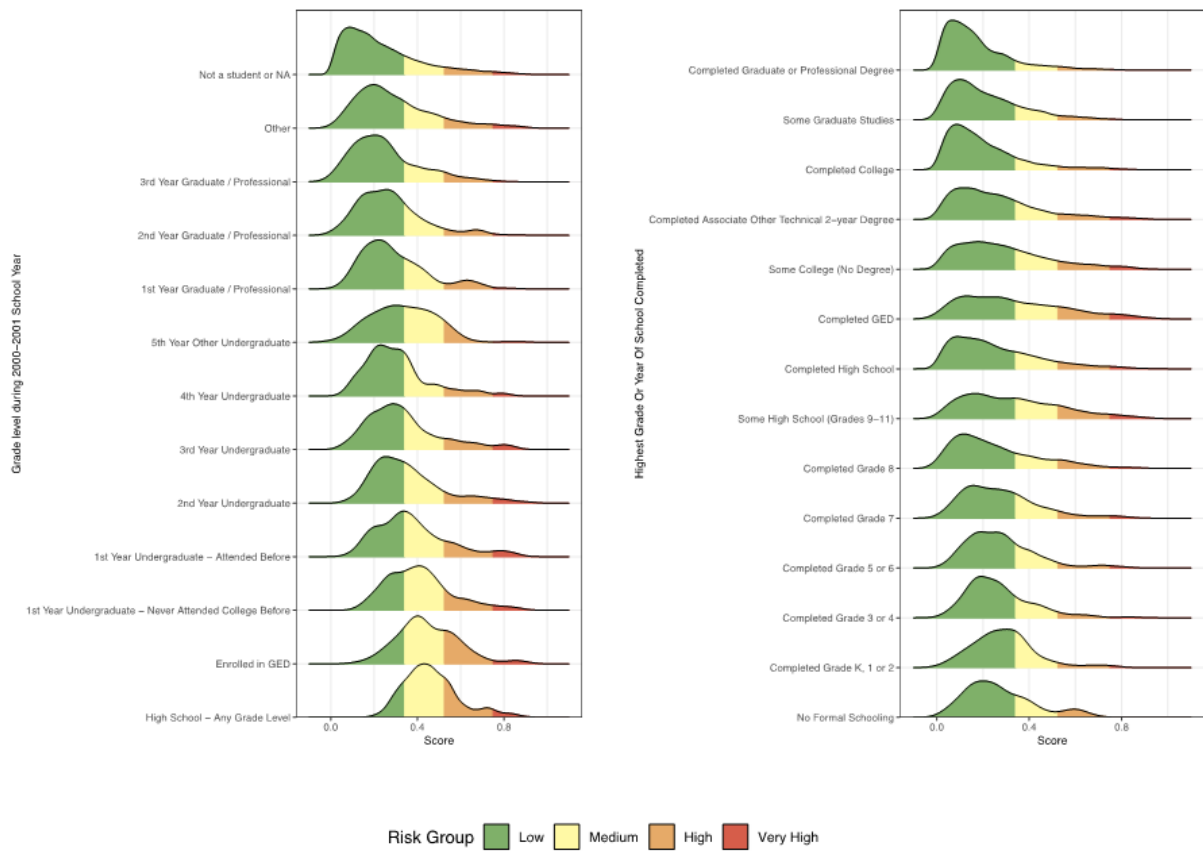 Grade level during 2000–2001 School Year
Not a student or NA
Other
3rd Year Graduate / Professional
2nd Year Graduate / Professional
1st Year Graduate / Professional
5th Year Other Undergraduate
4th Year Undergraduate
3rd Year Undergraduate
2nd Year Undergraduate
1st Year Undergraduate – Attended Before
1st Year Undergraduate – Never Attended College Before
Enrolled in GED
High School – Any Grade Level
0.0 0.4 0.8
Score
Highest Grade Or Year Of School Completed
Completed Graduate or Professional Degree
Some Graduate Studies
Completed College
Completed Associate Other Technical 2–year Degree
Some College (No Degree)
Completed GED
Completed High School
Some High School (Grades 9–11)
Completed Grade 8
Completed Grade 7
Completed Grade 5 or 6
Completed Grade 3 or 4
Completed Grade K, 1 or 2
No Formal Schooling
0.0 0.4 0.8
Score
Risk Group Low Medium High Very High